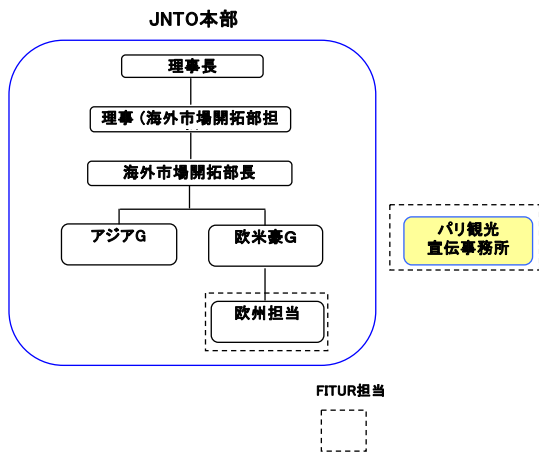 JNTO本部
理事長
理事(海外市場開拓部担
海外市場開拓部長
アジアG
欧米豪G
パリ観光
宣伝事務所
欧州担当
FITUR担当